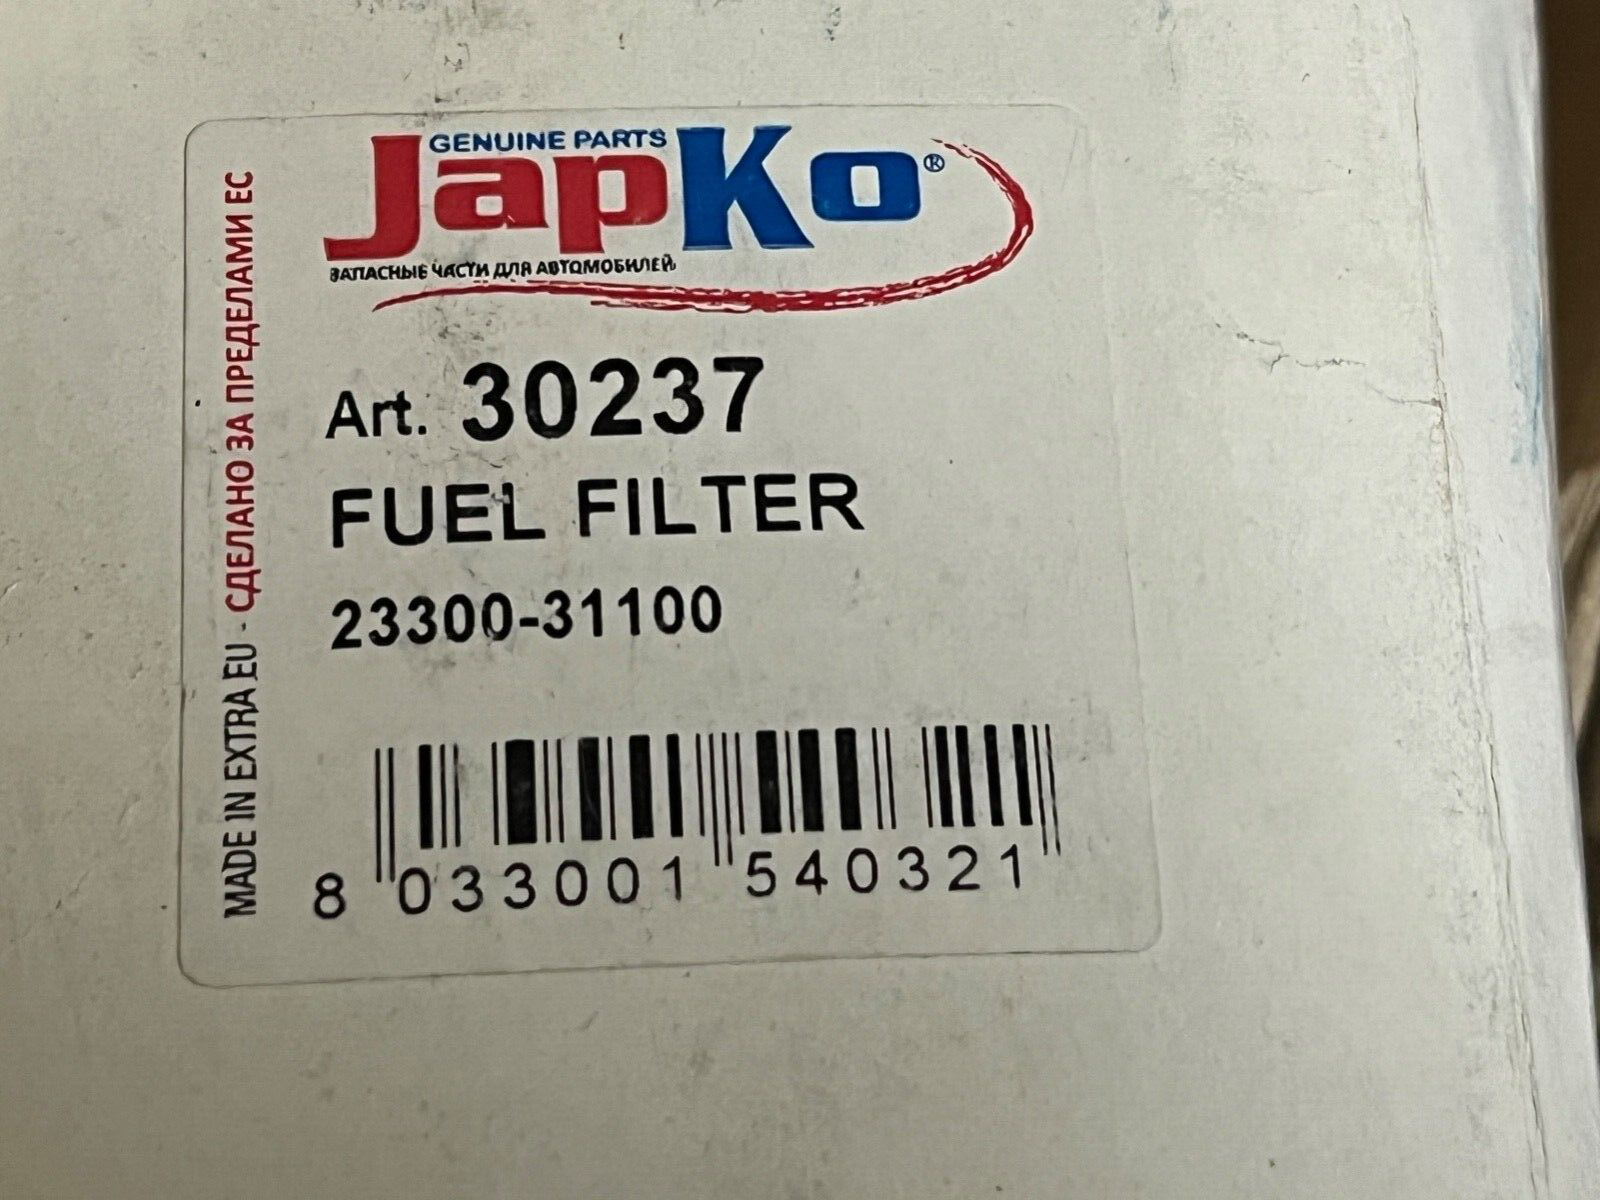 GENUINE PARTS
JapKo®
ЗАПАСНЫЕ ЧАСТИ ДЛЯ АВТОМОБИЛЕЙ
Art. 30237
FUEL FILTER
23300-31100
8 033001 540321
MADE IN EXTRA EU - СДЕЛАНО ЗА ПРЕДЕЛАМИ ЕС